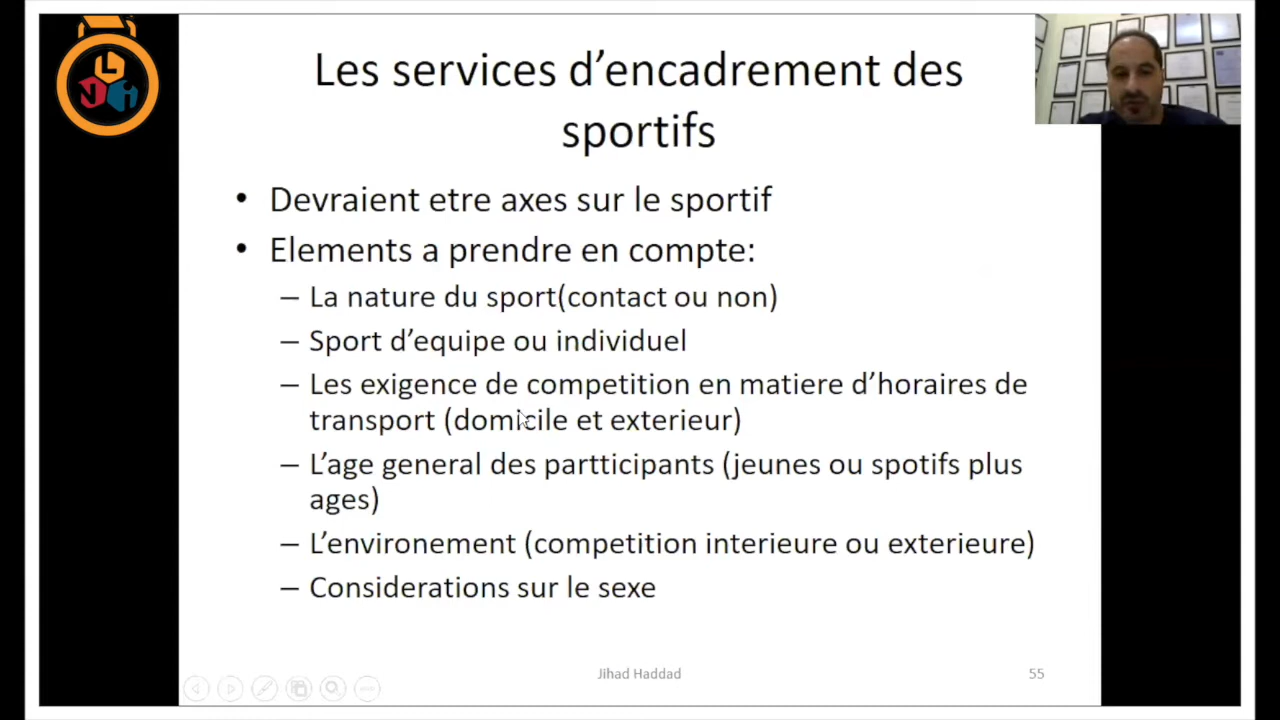 Les services d’encadrement des
sportifs
• Devraient etre axes sur le sportif
• Elements a prendre en compte:
– La nature du sport(contact ou non)
– Sport d’equipe ou individuel
– Les exigence de competition en matiere d’horaires de
transport (domicile et exterieur)
– L’age general des partticipants (jeunes ou spotifs plus
ages)
– L’environement (competition interieure ou exterieure)
– Considerations sur le sexe
Jihad Haddad
55